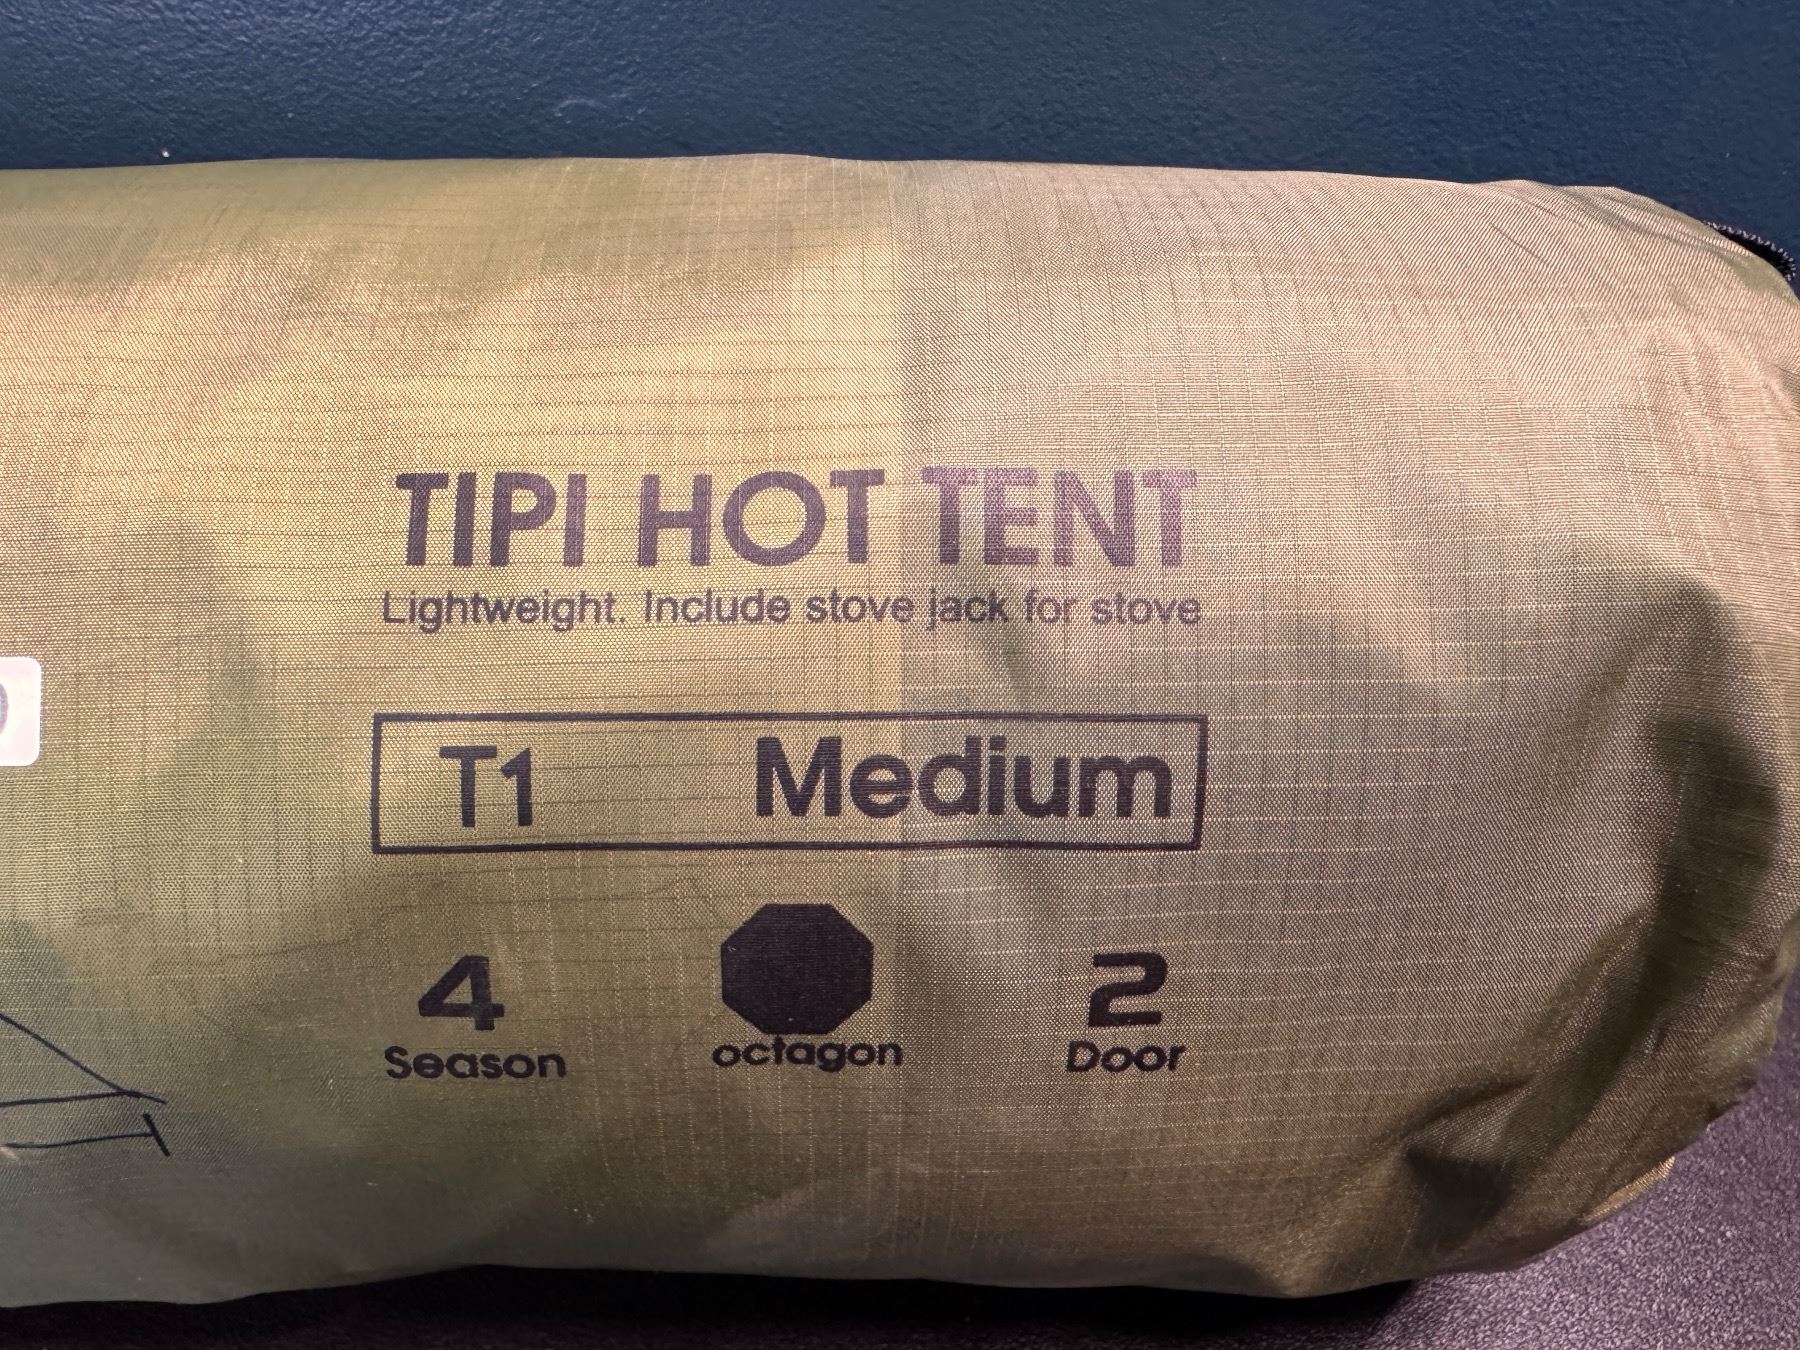 TIPI HOT TENT
Lightweight. Include stove jack for stove
T1 Medium
4 2
Season octagon Door